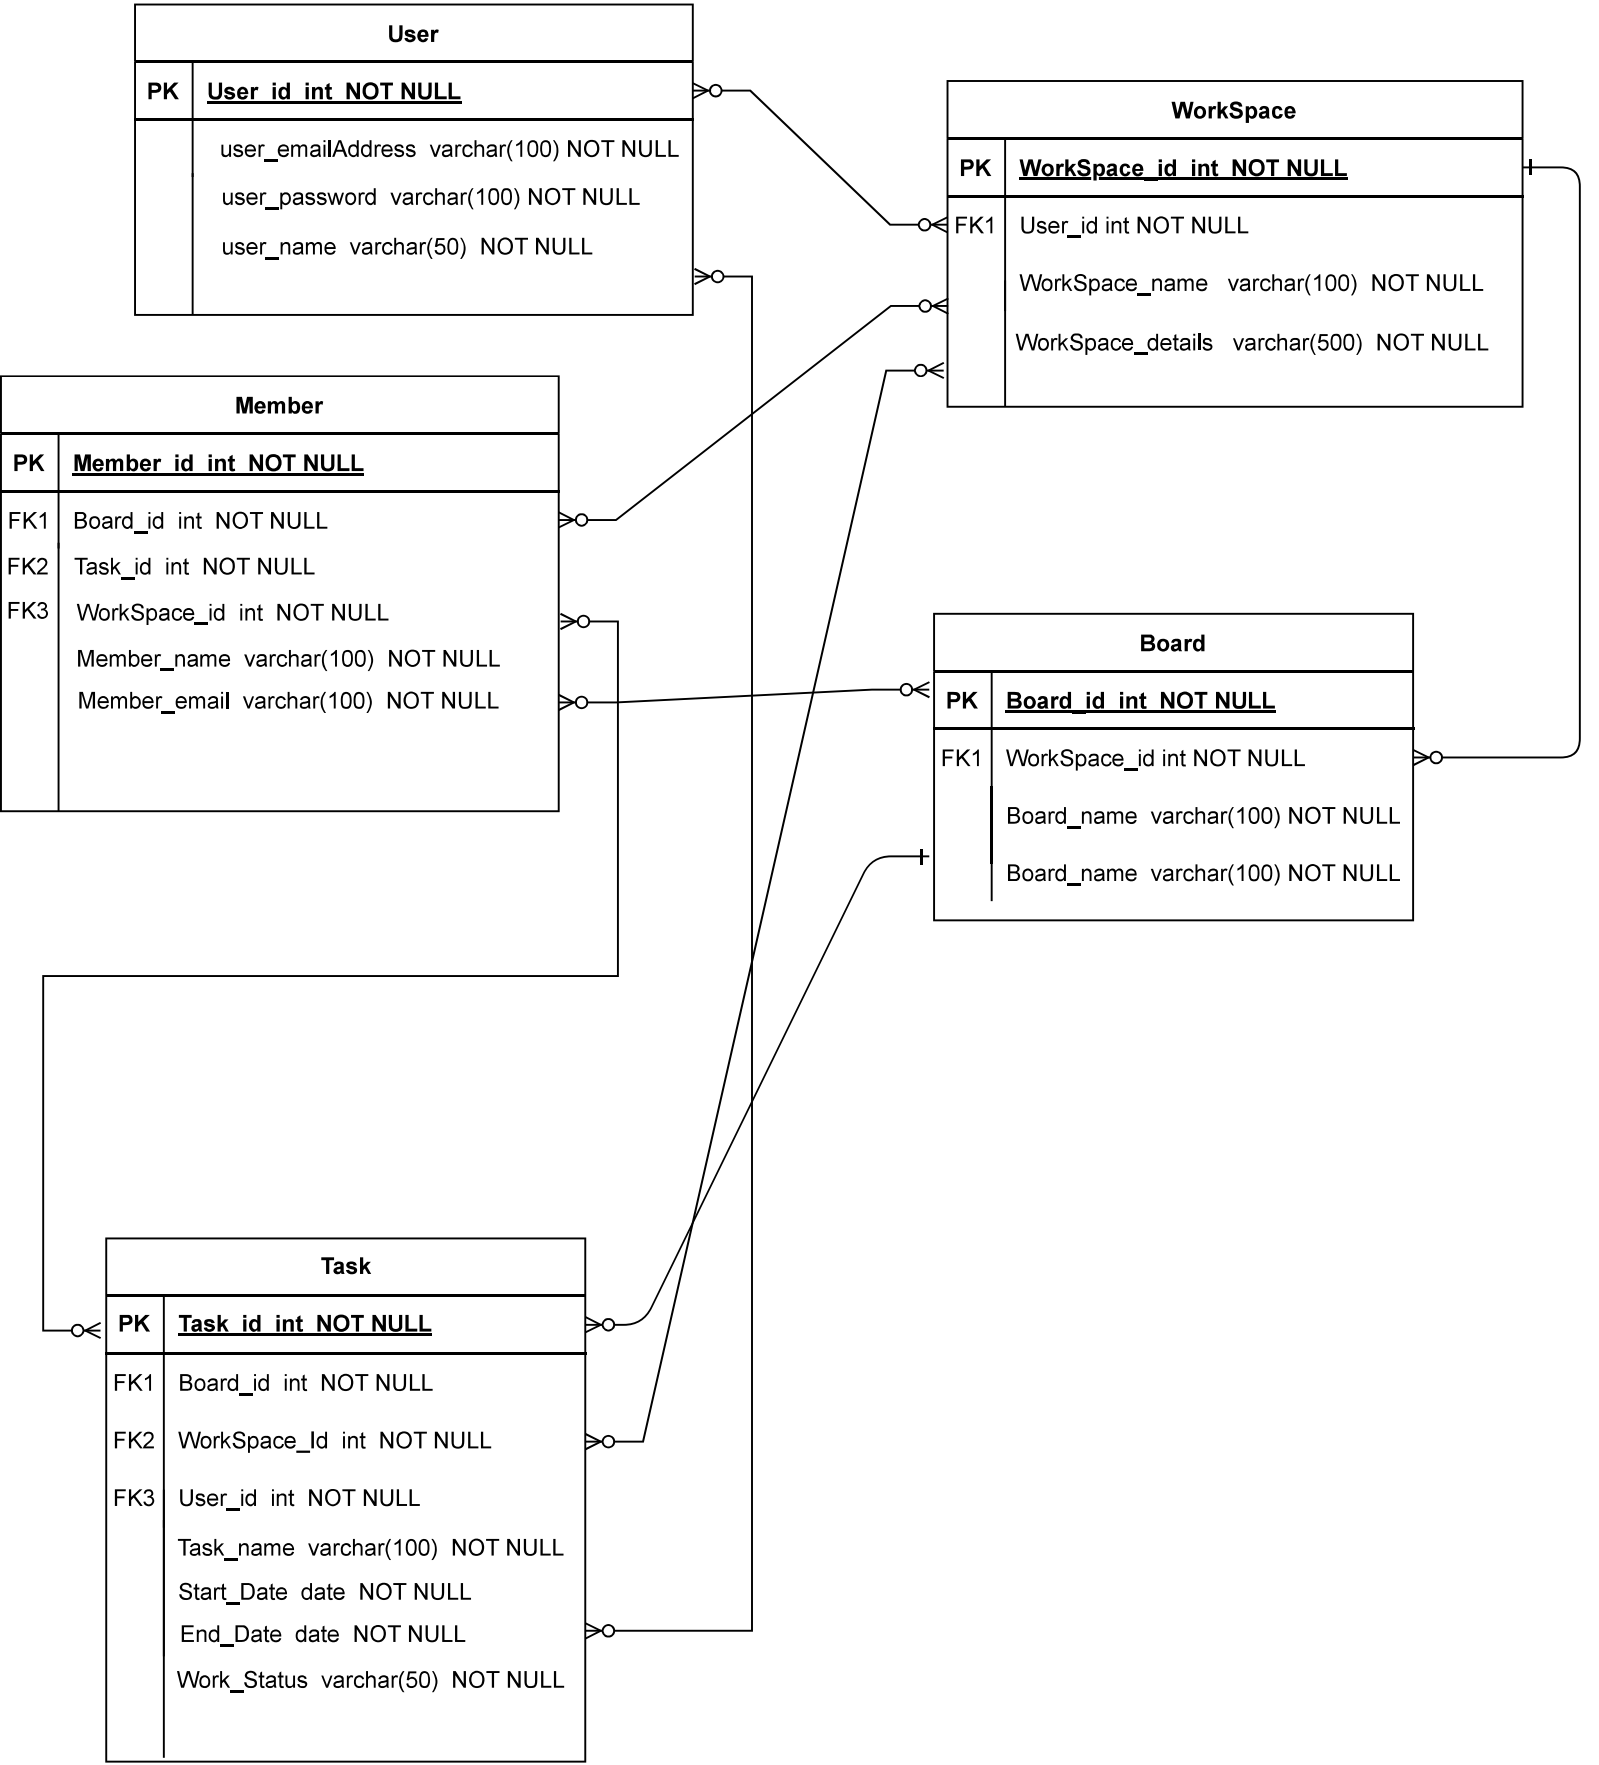 User
PK User_id int NOT NULL
user_emailAddress varchar(100) NOT NULL
user_password varchar(100) NOT NULL
user_name varchar(50) NOT NULL
WorkSpace
PK WorkSpace_id int NOT NULL
FK1 User_id int NOT NULL
WorkSpace_name varchar(100) NOT NULL
WorkSpace_details varchar(500) NOT NULL
Member
PK Member_id int NOT NULL
FK1 Board_id int NOT NULL
FK2 Task_id int NOT NULL
FK3 WorkSpace_id int NOT NULL
Member_name varchar(100) NOT NULL
Member_email varchar(100) NOT NULL
Board
PK Board_id int NOT NULL
FK1 WorkSpace_id int NOT NULL
Board_name varchar(100) NOT NULL
Board_name varchar(100) NOT NULL
Task
PK Task_id int NOT NULL
FK1 Board_id int NOT NULL
FK2 WorkSpace_Id int NOT NULL
FK3 User_id int NOT NULL
Task_name varchar(100) NOT NULL
Start_Date date NOT NULL
End_Date date NOT NULL
Work_Status varchar(50) NOT NULL